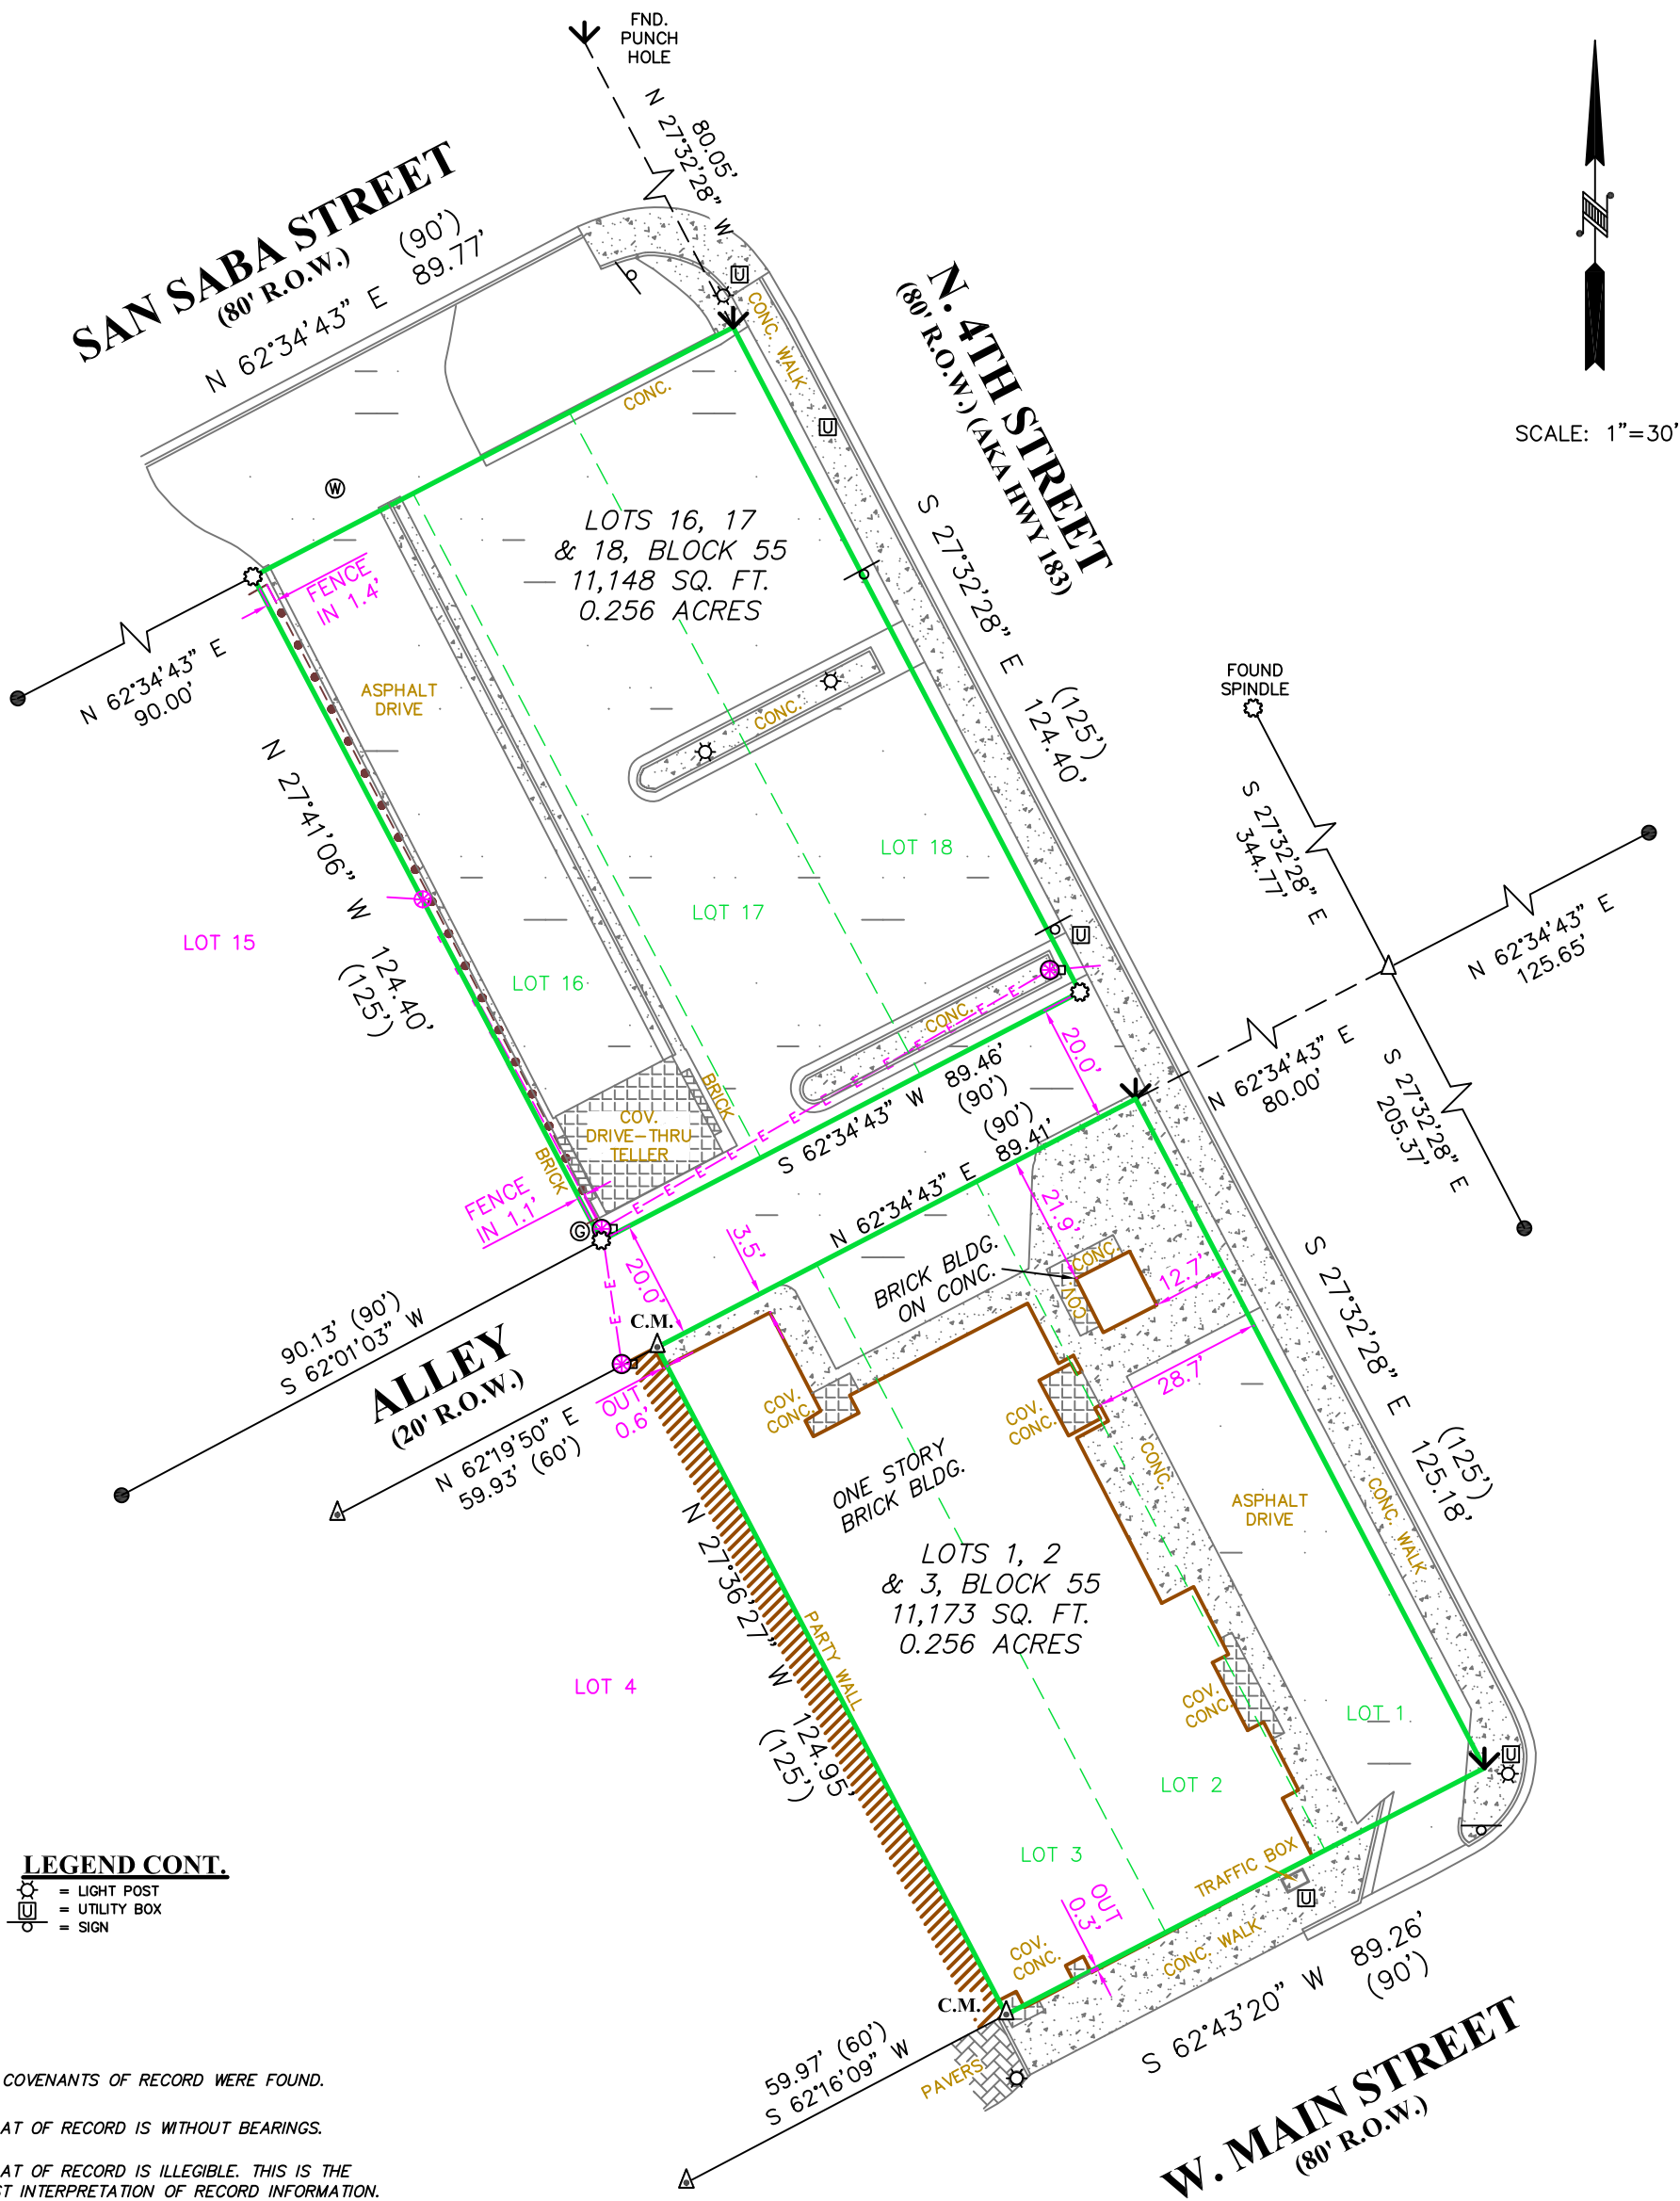 FND.
PUNCH
HOLE
80.05'
N 27°32'28" W
SAN SABA STREET
(80' R.O.W.)
(90')
N 62°34'43" E 89.77'
N. 4TH STREET
(80' R.O.W.) (AKA HWY 183)
SCALE: 1"=30'
U
CONC. WALK
CONC.
U
W
LOTS 16, 17
& 18, BLOCK 55
11,148 SQ. FT.
0.256 ACRES
FENCE
IN 1.4'
N 62°34'43" E
90.00'
ASPHALT
DRIVE
CONC.
S 27°32'28" E 124.40'
(125')
FOUND
SPINDLE
S 27°32'28" E
344.77'
N 62°34'43" E
125.65'
N 27°41'06" W 124.40'
(125')
LOT 15
LOT 16
LOT 17
LOT 18
U
CONC.
E E E E E E E E E E E
20.0'
N 62°34'43" E
80.00'
S 27°32'28" E
205.37'
BRICK
COV.
DRIVE-THRU
TELLER
BRICK
S 62°34'43" W 89.46'
(90')
(90')
N 62°34'43" E 89.41'
FENCE
IN 1.1'
G
20.0'
E E
3.5'
21.9'
12.7'
BRICK BLDG.
ON CONC.
CONC.
COV.
C.M.
90.13' (90')
S 62°01'03" W
ALLEY
(20' R.O.W.)
N 62°19'50" E
59.93' (60')
OUT
0.6'
COV.
CONC.
COV.
CONC.
28.7'
S 27°32'28" E 125.18'
(125')
CONC.
ONE STORY
BRICK BLDG.
ASPHALT
DRIVE
CONC. WALK
LOTS 1, 2
& 3, BLOCK 55
11,173 SQ. FT.
0.256 ACRES
N 27°36'27" W 124.95'
(125')
PARTY WALL
LOT 4
COV.
CONC.
LOT 1
LOT 2
LOT 3
U
TRAFFIC BOX
U
OUT
0.3'
COV.
CONC.
CONC. WALK
C.M.
S 62°43'20" W 89.26'
(90')
59.97' (60')
S 62°16'09" W
PAVERS
W. MAIN STREET
(80' R.O.W.)
LEGEND CONT.
= LIGHT POST
U = UTILITY BOX
= SIGN
COVENANTS OF RECORD WERE FOUND.
AT OF RECORD IS WITHOUT BEARINGS.
AT OF RECORD IS ILLEGIBLE. THIS IS THE
ST INTERPRETATION OF RECORD INFORMATION.